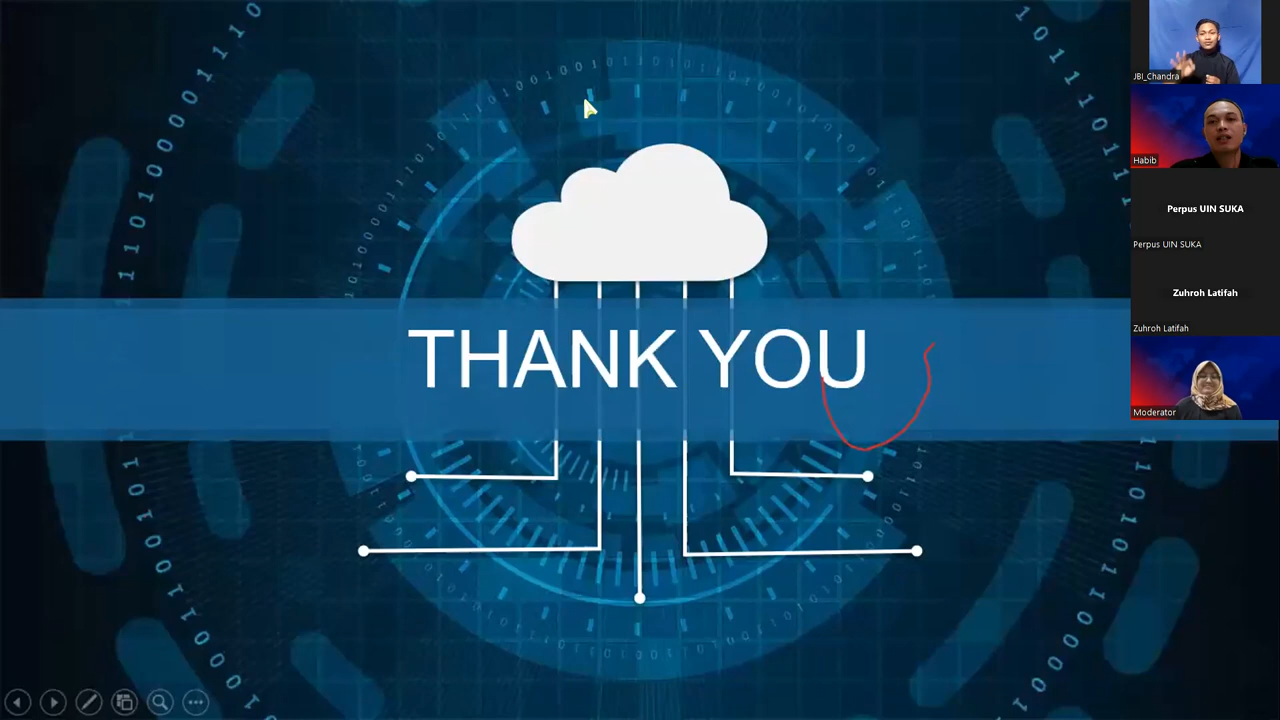 THANK YOU
JBI_Chandra
Habib
Perpus UIN SUKA
Perpus UIN SUKA
Zuhroh Latifah
Zuhroh Latifah
Moderator